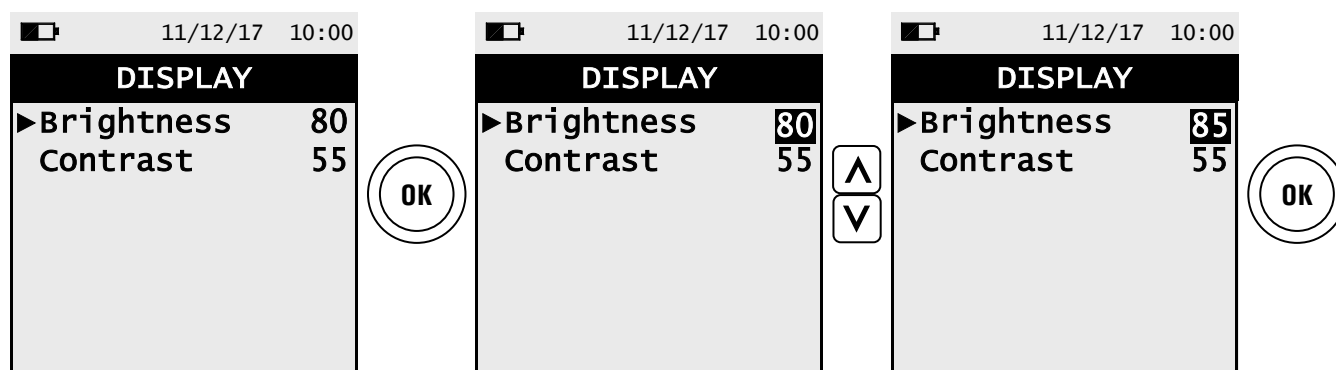 11/12/17 10:00
DISPLAY
▶Brightness 80
Contrast 55
OK
11/12/17 10:00
DISPLAY
▶Brightness 80
Contrast 55
11/12/17 10:00
DISPLAY
▶Brightness 85
Contrast 55
OK